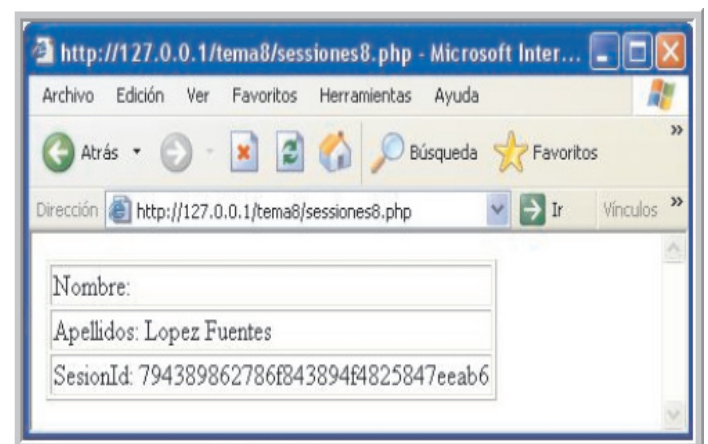 http://127.0.0.1/tema8/sessiones8.php - Microsoft Inter...
Archivo Edición Ver Favoritos Herramientas Ayuda
Atrás Búsqueda Favoritos »
Dirección http://127.0.0.1/tema8/sessiones8.php Ir Vínculos »
Nombre:
Apellidos: Lopez Fuentes
SesionId: 794389862786f843894f4825847eeab6